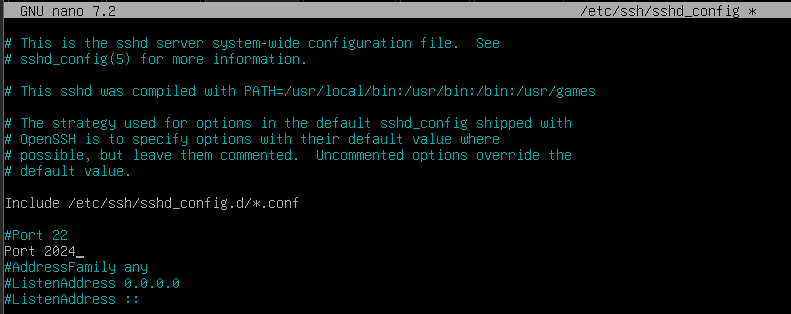 GNU nano 7.2 /etc/ssh/sshd_config *
# This is the sshd server system-wide configuration file.  See
# sshd_config(5) for more information.
# This sshd was compiled with PATH=/usr/local/bin:/usr/bin:/bin:/usr/games
# The strategy used for options in the default sshd_config shipped with
# OpenSSH is to specify options with their default value where
# possible, but leave them commented.  Uncommented options override the
# default value.
Include /etc/ssh/sshd_config.d/*.conf
#Port 22
Port 2024
#AddressFamily any
#ListenAddress 0.0.0.0
#ListenAddress ::